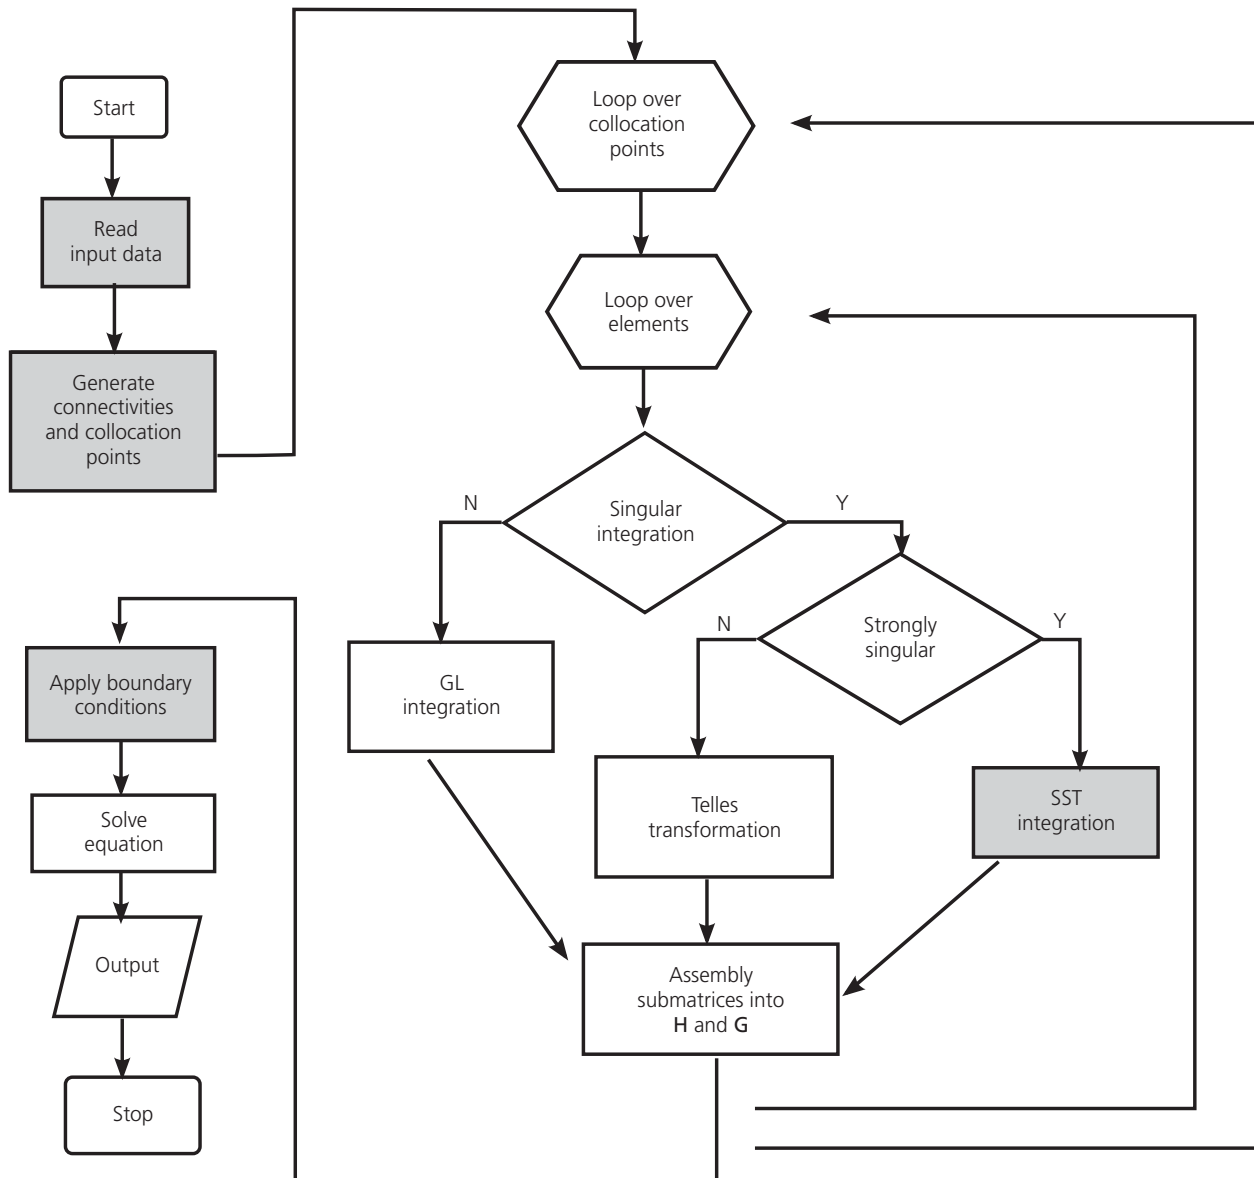 Start
Read
input data
Generate
connectivities
and collocation
points
Loop over
collocation
points
Loop over
elements
Singular
integration
N
Y
GL
integration
Strongly
singular
N
Y
Telles
transformation
SST
integration
Assembly
submatrices into
H and G
Apply boundary
conditions
Solve
equation
Output
Stop